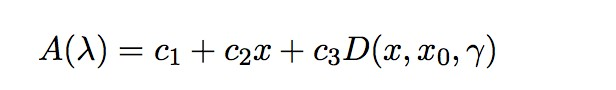 A(λ) = c₁ + c₂x + c₃D(x, x₀, γ)